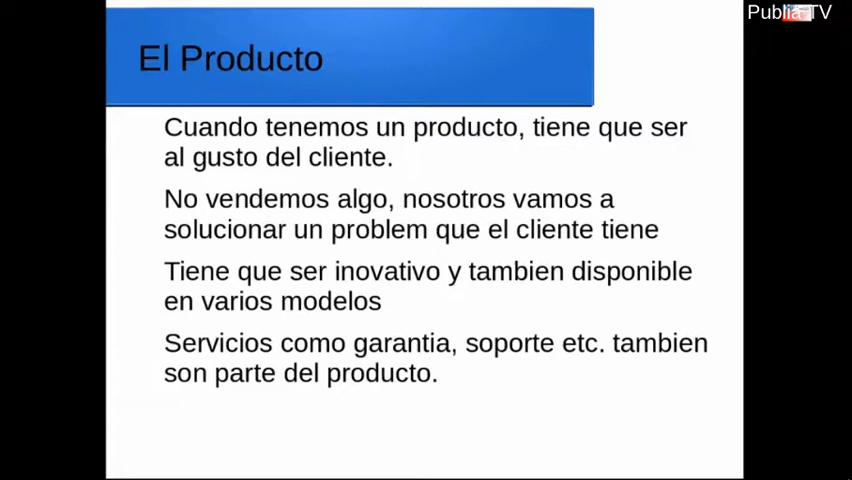 Publia TV
El Producto
Cuando tenemos un producto, tiene que ser
al gusto del cliente.
No vendemos algo, nosotros vamos a
solucionar un problem que el cliente tiene
Tiene que ser inovativo y tambien disponible
en varios modelos
Servicios como garantia, soporte etc. tambien
son parte del producto.